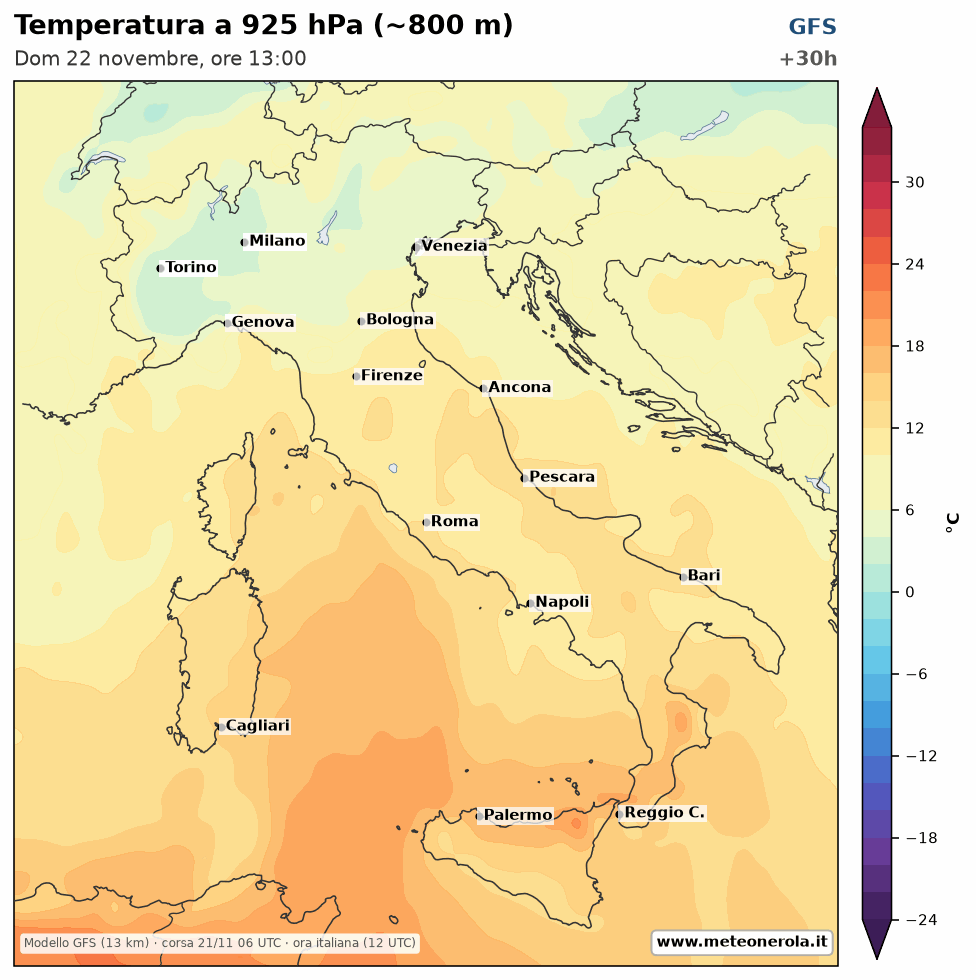 Temperatura a 925 hPa (~800 m)
GFS
Dom 22 novembre, ore 13:00
+30h
Milano
Venezia
Torino
Genova
Bologna
Firenze
Ancona
Pescara
Roma
Bari
Napoli
Cagliari
Palermo
Reggio C.
30
24
18
12
6
0
−6
−12
−18
−24
°C
Modello GFS (13 km) · corsa 21/11 06 UTC · ora italiana (12 UTC)
www.meteonerola.it